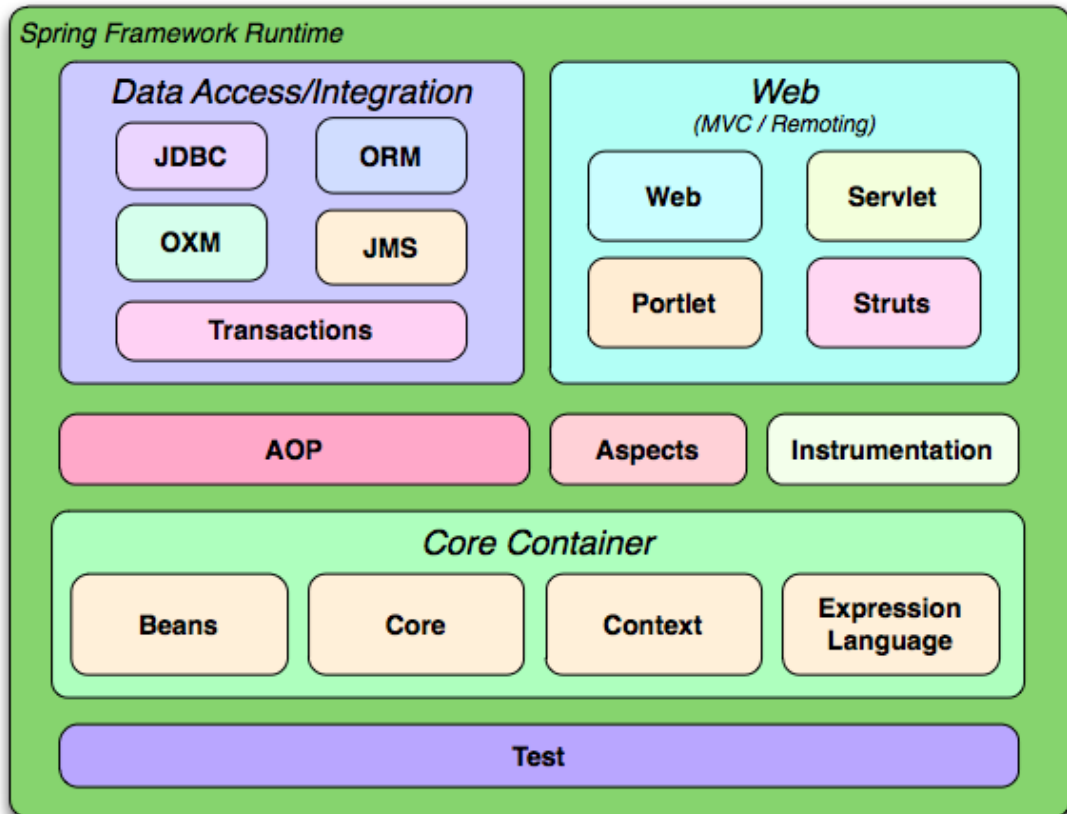 Spring Framework Runtime
Data Access/Integration
JDBC
ORM
OXM
JMS
Transactions
Web
(MVC / Remoting)
Web
Servlet
Portlet
Struts
AOP
Aspects
Instrumentation
Core Container
Beans
Core
Context
Expression
Language
Test